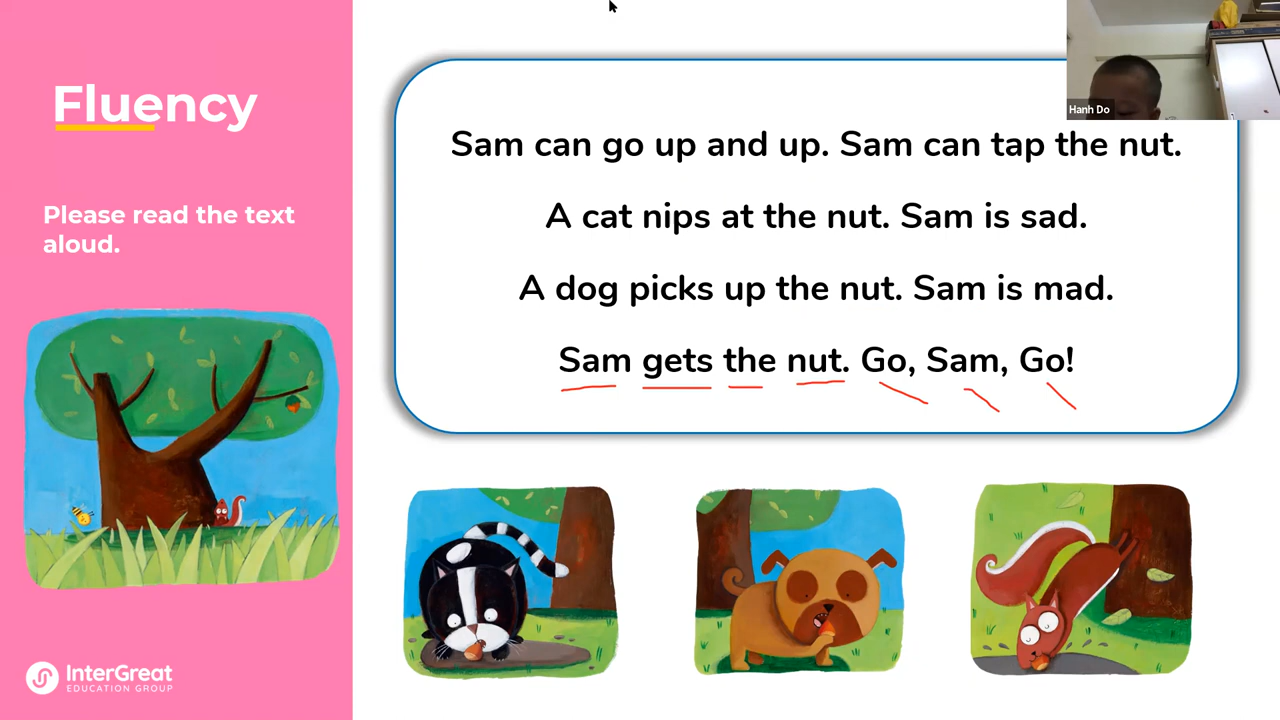 Fluency
Please read the text
aloud.
Hanh Do
Sam can go up and up. Sam can tap the nut.
A cat nips at the nut. Sam is sad.
A dog picks up the nut. Sam is mad.
Sam gets the nut. Go, Sam, Go!
InterGreat
EDUCATION GROUP